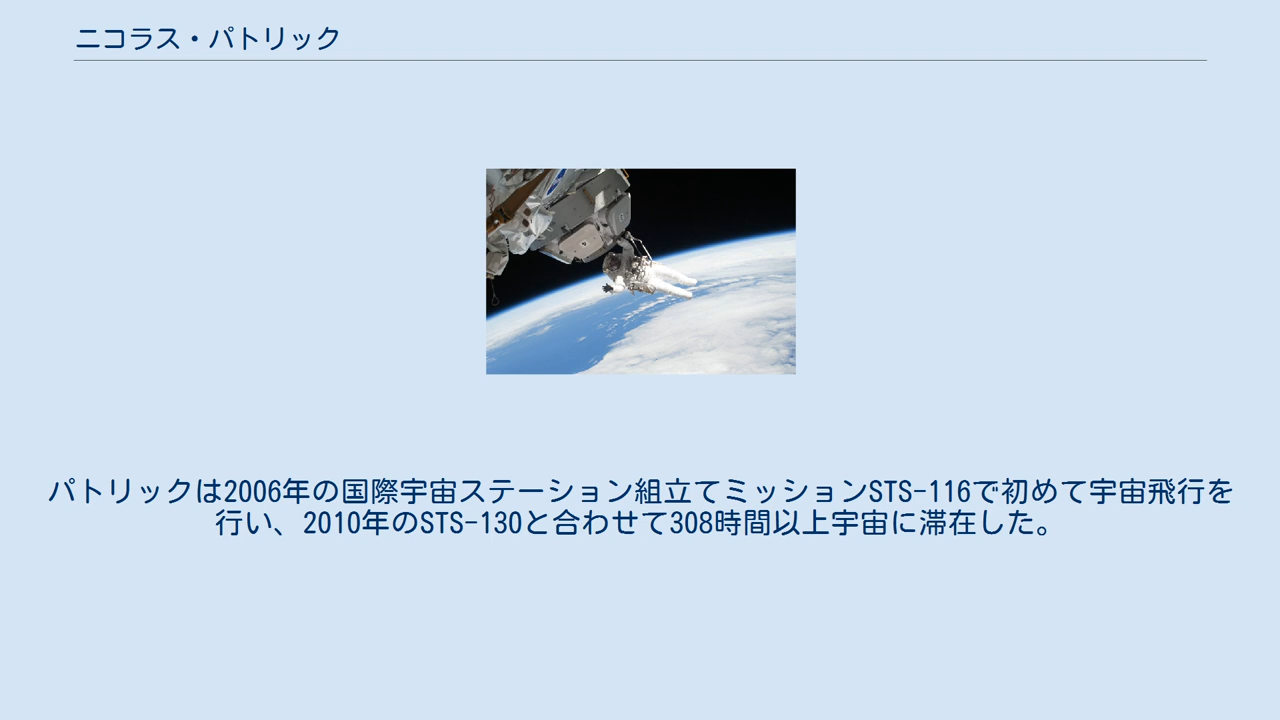 ニコラス・パトリック
パトリックは2006年の国際宇宙ステーション組立てミッションSTS-116で初めて宇宙飛行を
行い、2010年のSTS-130と合わせて308時間以上宇宙に滞在した。